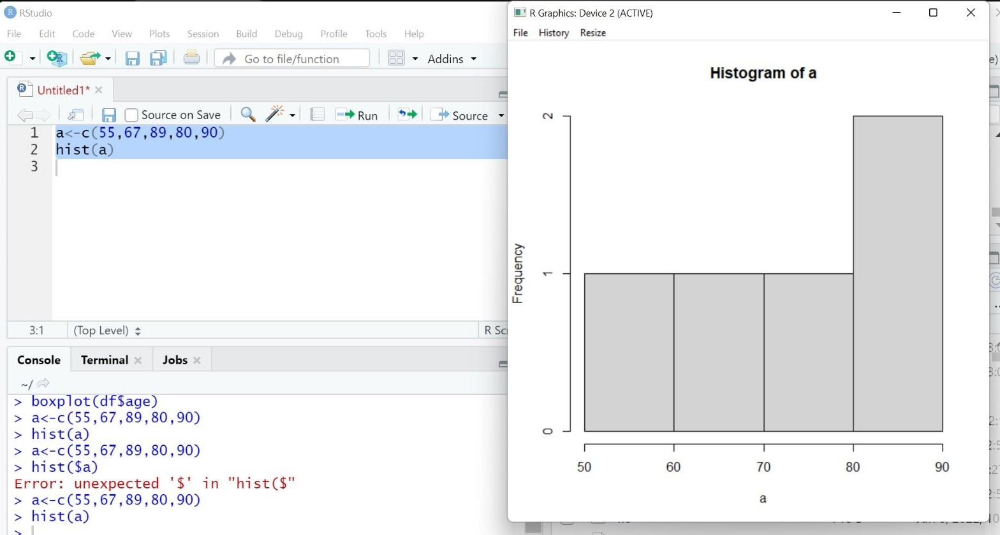 RStudio
File Edit Code View Plots Session Build Debug Profile Tools Help
Go to file/function Addins
Untitled1*
Source on Save Run Source
1 a<-c(55,67,89,80,90)
2 hist(a)
3
3:1 (Top Level) R Sc
Console Terminal Jobs
~/
> boxplot(df$age)
> a<-c(55,67,89,80,90)
> hist(a)
> a<-c(55,67,89,80,90)
> hist($a)
Error: unexpected '$' in "hist($"
> a<-c(55,67,89,80,90)
> hist(a)
>
R Graphics: Device 2 (ACTIVE)
File History Resize
Histogram of a
Frequency
2
1
0
50 60 70 80 90
a
e)